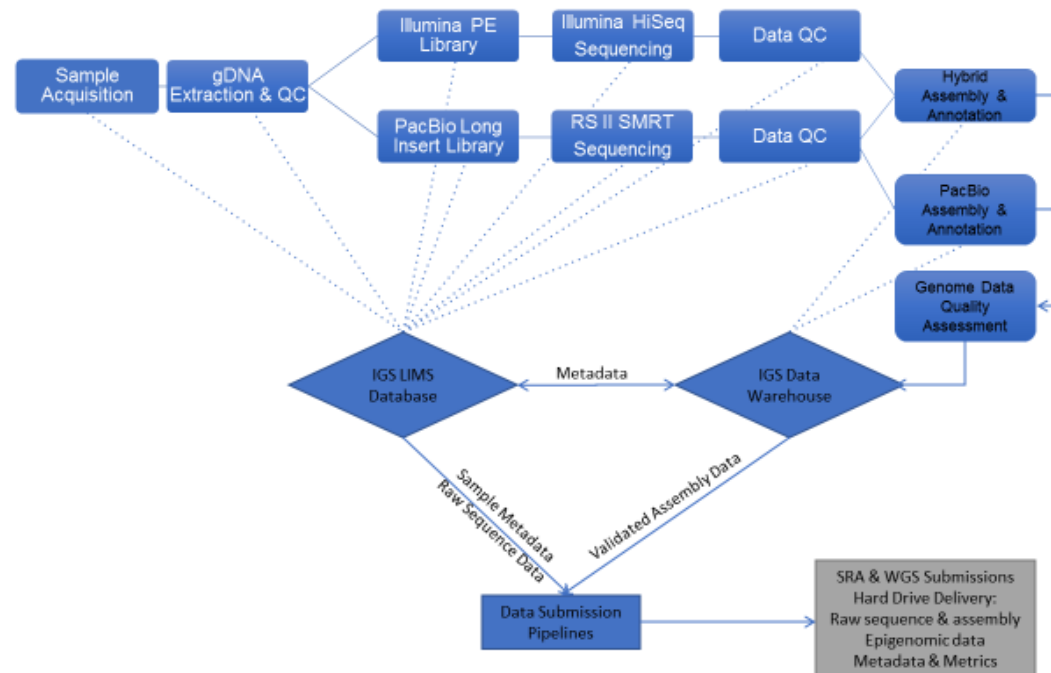 Illumina PE
Library
Illumina HiSeq
Sequencing
Data QC
Sample
Acquisition
gDNA
Extraction & QC
Hybrid
Assembly &
Annotation
PacBio Long
Insert Library
RS II SMRT
Sequencing
Data QC
PacBio
Assembly &
Annotation
Genome Data
Quality
Assessment
IGS LIMS
Database
Metadata
IGS Data
Warehouse
Sample Metadata
Raw Sequence Data
Validated Assembly Data
Data Submission
Pipelines
SRA & WGS Submissions
Hard Drive Delivery:
Raw sequence & assembly
Epigenomic data
Metadata & Metrics